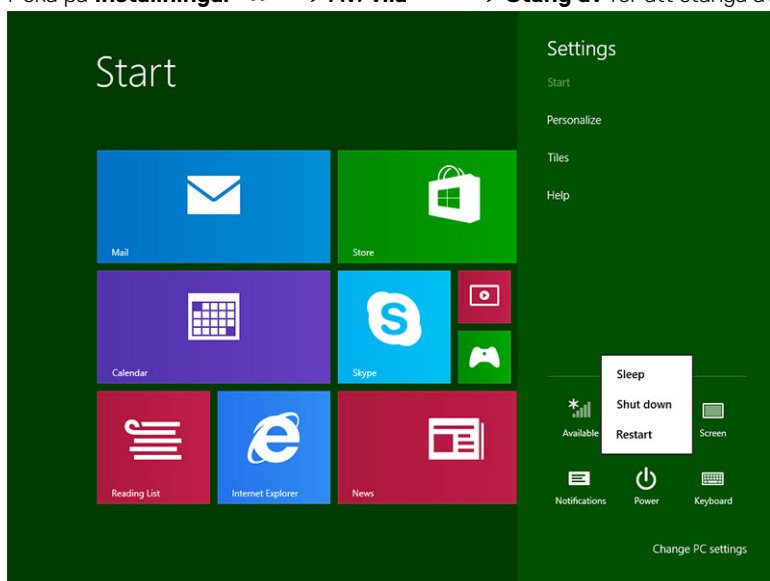 Start
Mail
Store
Calendar
Skype
Reading List
Internet Explorer
News
Settings
Start
Personalize
Tiles
Help
Sleep
Shut down
Restart
Available
Screen
Notifications
Power
Keyboard
Change PC settings